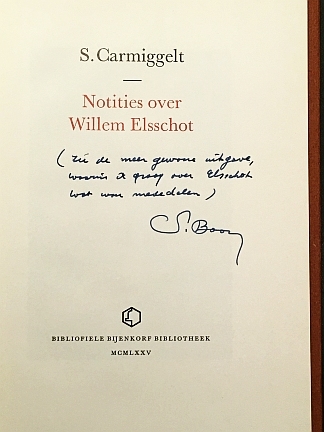 S. Carmiggelt
Notities over
Willem Elsschot
(zie de meer gewone uitgave,
waarin ik graag over Elsschot
wat wou mededelen)
S. Boon
BIBLIOFIELE BIJENKORF BIBLIOTHEEK
MCMLXXV